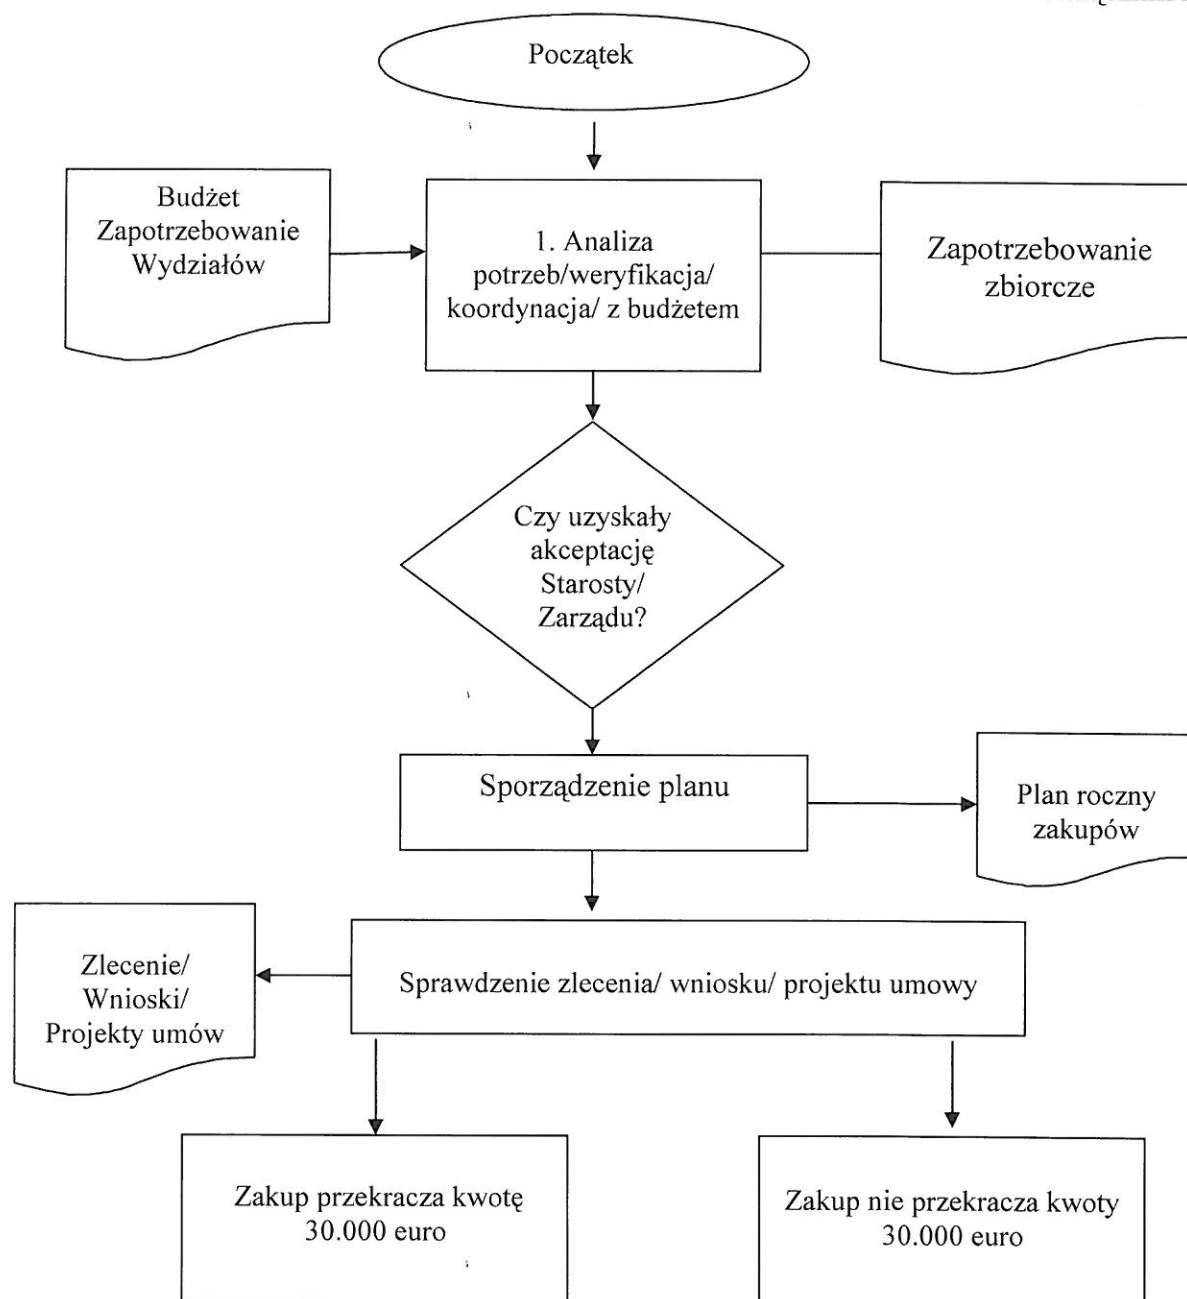 Początek
Budżet
Zapotrzebowanie
Wydziałów
1. Analiza
potrzeb/weryfikacja/
koordynacja/ z budżetem
Zapotrzebowanie
zbiorcze
Czy uzyskały
akceptację
Starosty/
Zarządu?
Sporządzenie planu
Plan roczny
zakupów
Zlecenie/
Wnioski/
Projekty umów
Sprawdzenie zlecenia/ wniosku/ projektu umowy
Zakup przekracza kwotę
30.000 euro
Zakup nie przekracza kwoty
30.000 euro